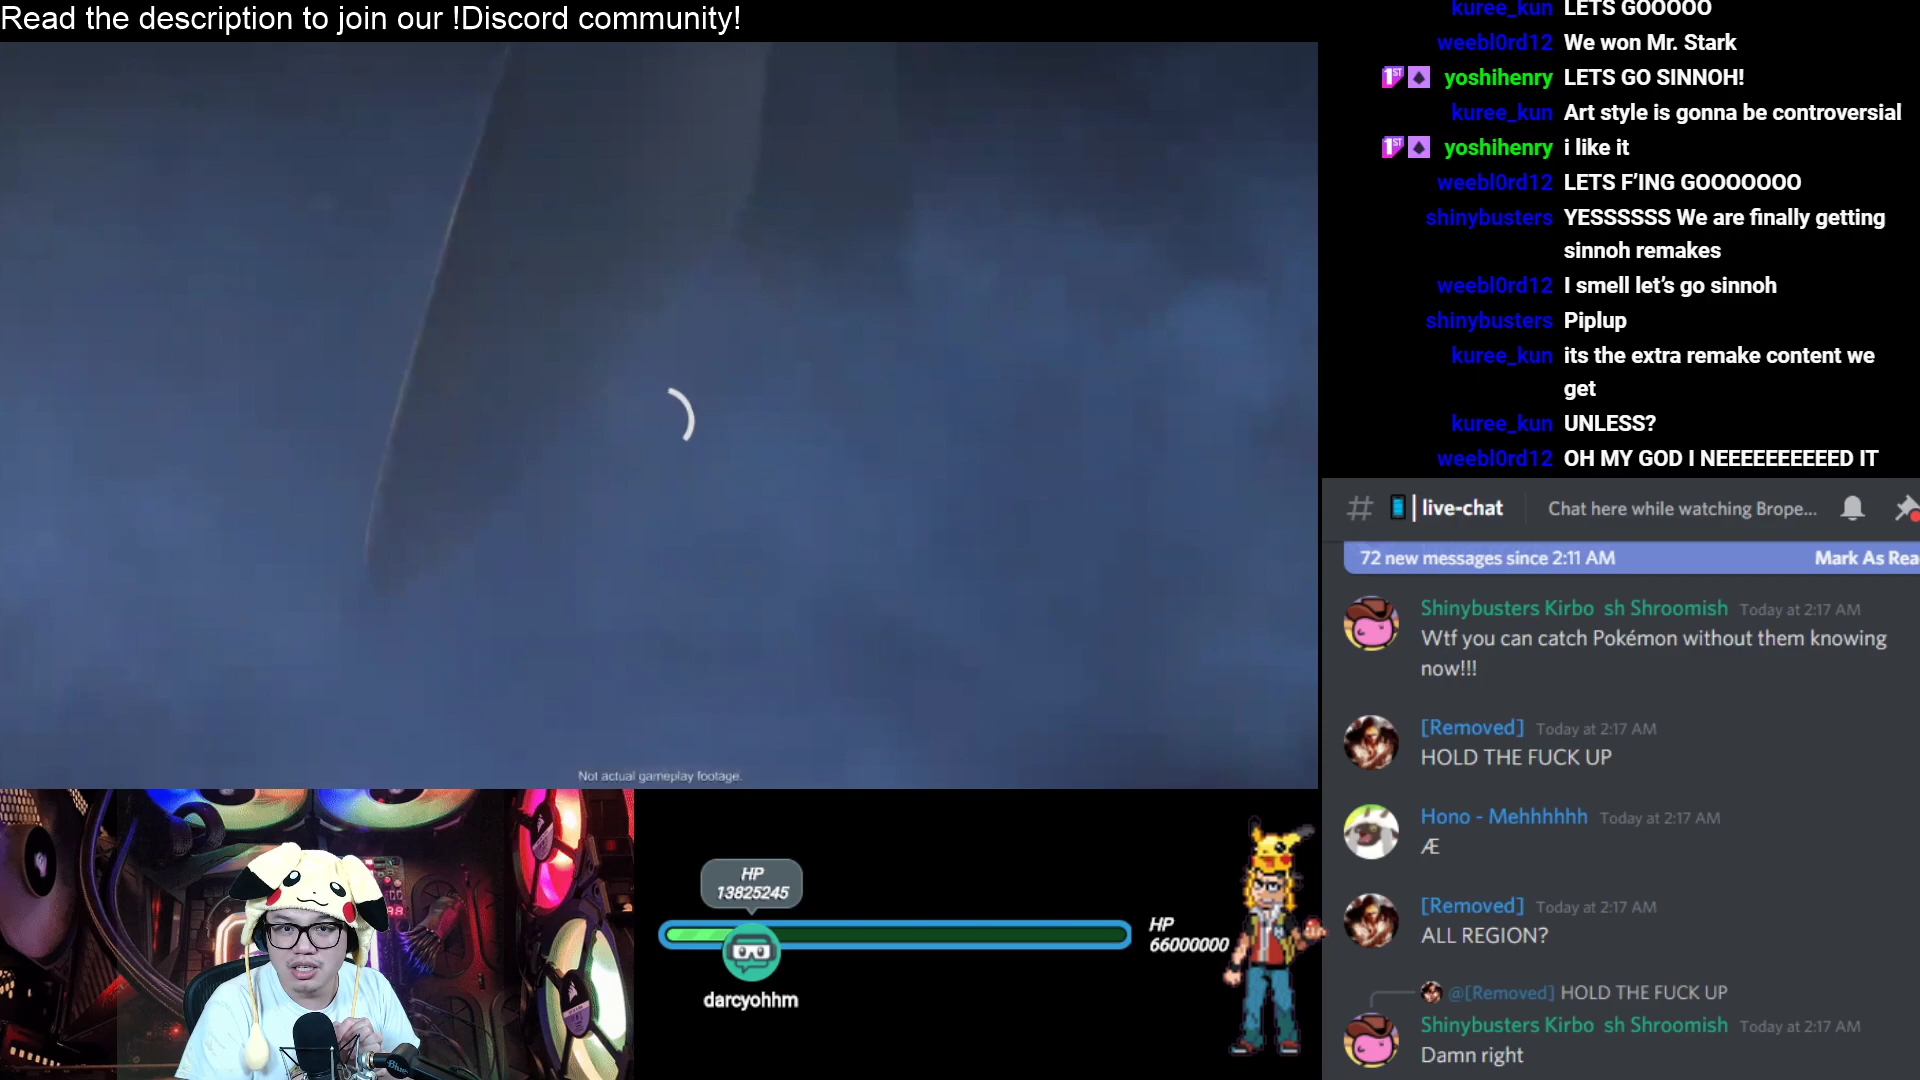 Read the description to join our !Discord community!
Not actual gameplay footage.
HP
13825245
HP
66000000
darcyohhm
kuree_kun LETS GOOOOO
weebl0rd12 We won Mr. Stark
1ST yoshihenry LETS GO SINNOH!
kuree_kun Art style is gonna be controversial
1ST yoshihenry i like it
weebl0rd12 LETS F'ING GOOOOOOO
shinybusters YESSSSSS We are finally getting
sinnoh remakes
weebl0rd12 I smell let's go sinnoh
shinybusters Piplup
kuree_kun its the extra remake content we
get
kuree_kun UNLESS?
weebl0rd12 OH MY GOD I NEEEEEEEEEED IT
# | live-chat Chat here while watching Brope...
72 new messages since 2:11 AM Mark As Rea
Shinybusters Kirbo sh Shroomish Today at 2:17 AM
Wtf you can catch Pokémon without them knowing
now!!!
[Removed] Today at 2:17 AM
HOLD THE FUCK UP
Hono - Mehhhhhh Today at 2:17 AM
Æ
[Removed] Today at 2:17 AM
ALL REGION?
@[Removed] HOLD THE FUCK UP
Shinybusters Kirbo sh Shroomish Today at 2:17 AM
Damn right